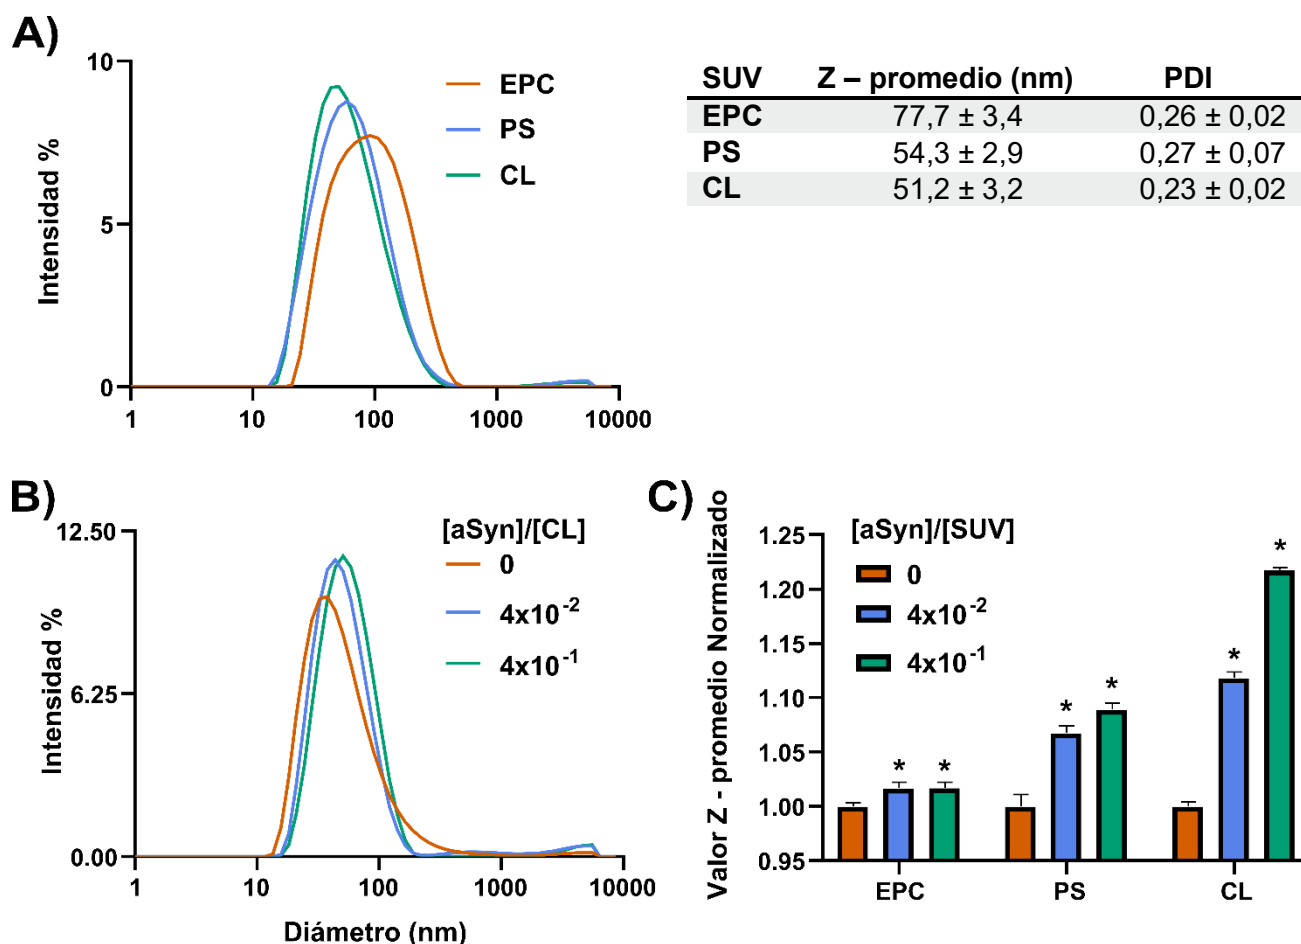 A)
Intensidad %
10
5
0
1 10 100 1000 10000
EPC
PS
CL
SUV Z – promedio (nm) PDI
EPC 77,7 ± 3,4 0,26 ± 0,02
PS 54,3 ± 2,9 0,27 ± 0,07
CL 51,2 ± 3,2 0,23 ± 0,02
B)
Intensidad %
12.50
6.25
0.00
1 10 100 1000 10000
Diámetro (nm)
[aSyn]/[CL]
0
4x10⁻²
4x10⁻¹
C)
Valor Z - promedio Normalizado
1.25
1.20
1.15
1.10
1.05
1.00
0.95
[aSyn]/[SUV]
0
4x10⁻²
4x10⁻¹
* * * * * *
EPC PS CL